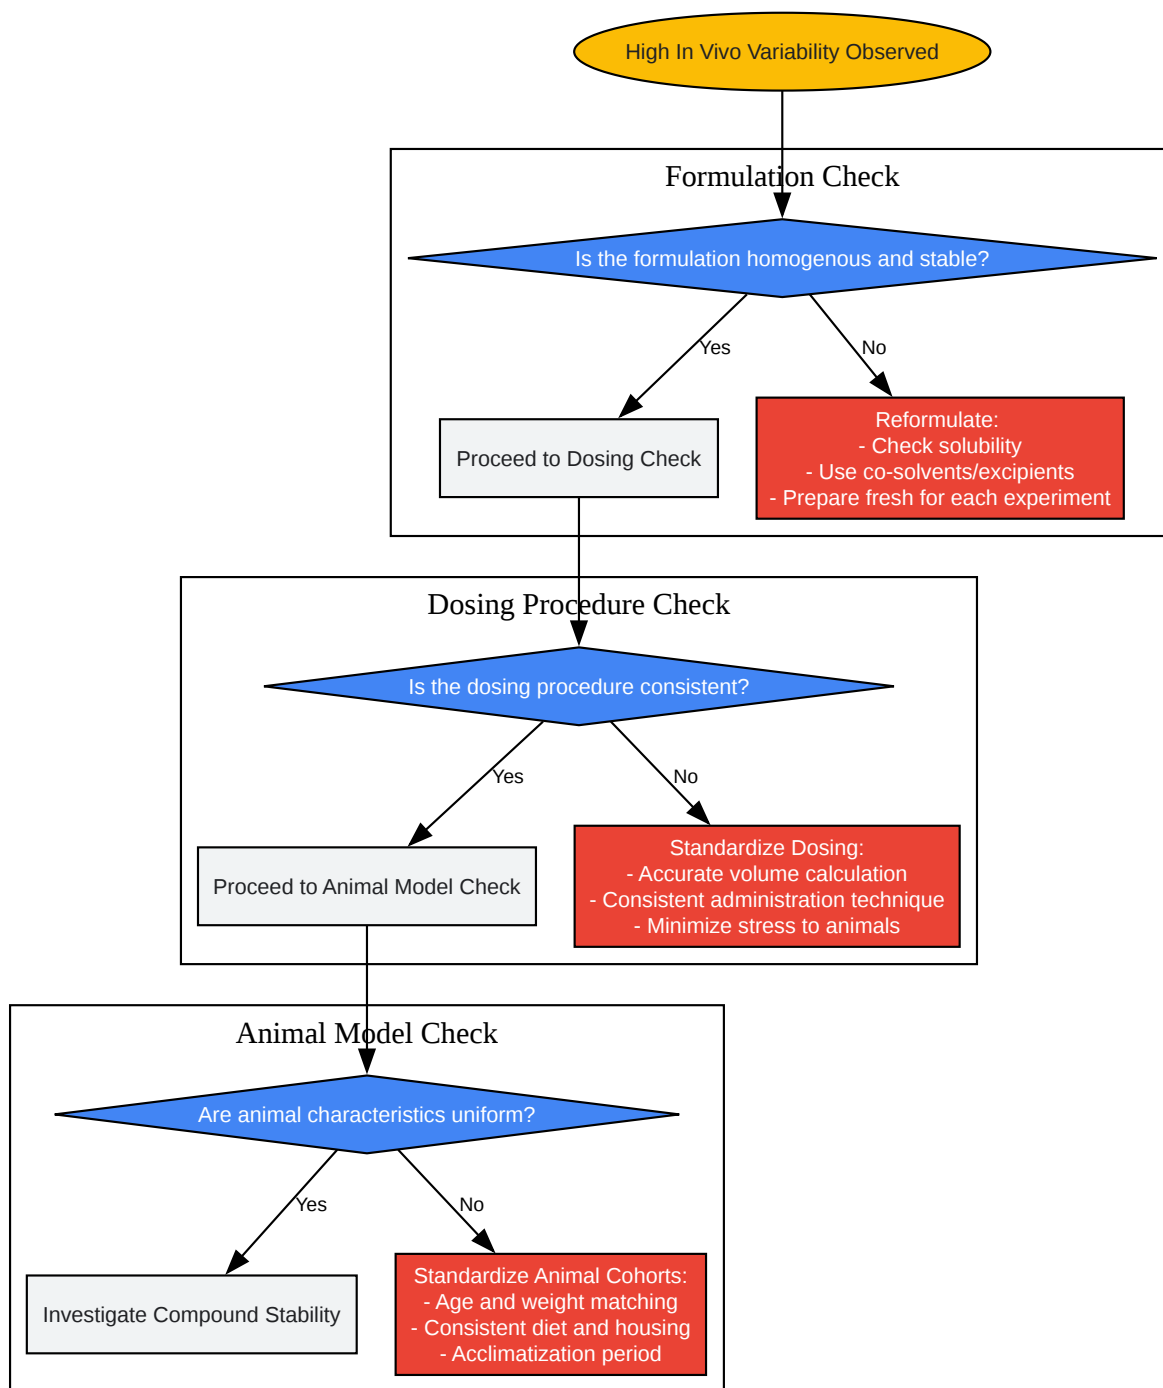 High In Vivo Variability Observed
Formulation Check
Is the formulation homogenous and stable?
Yes
No
Proceed to Dosing Check
Reformulate:
- Check solubility
- Use co-solvents/excipients
- Prepare fresh for each experiment
Dosing Procedure Check
Is the dosing procedure consistent?
Yes
No
Proceed to Animal Model Check
Standardize Dosing:
- Accurate volume calculation
- Consistent administration technique
- Minimize stress to animals
Animal Model Check
Are animal characteristics uniform?
Yes
No
Investigate Compound Stability
Standardize Animal Cohorts:
- Age and weight matching
- Consistent diet and housing
- Acclimatization period